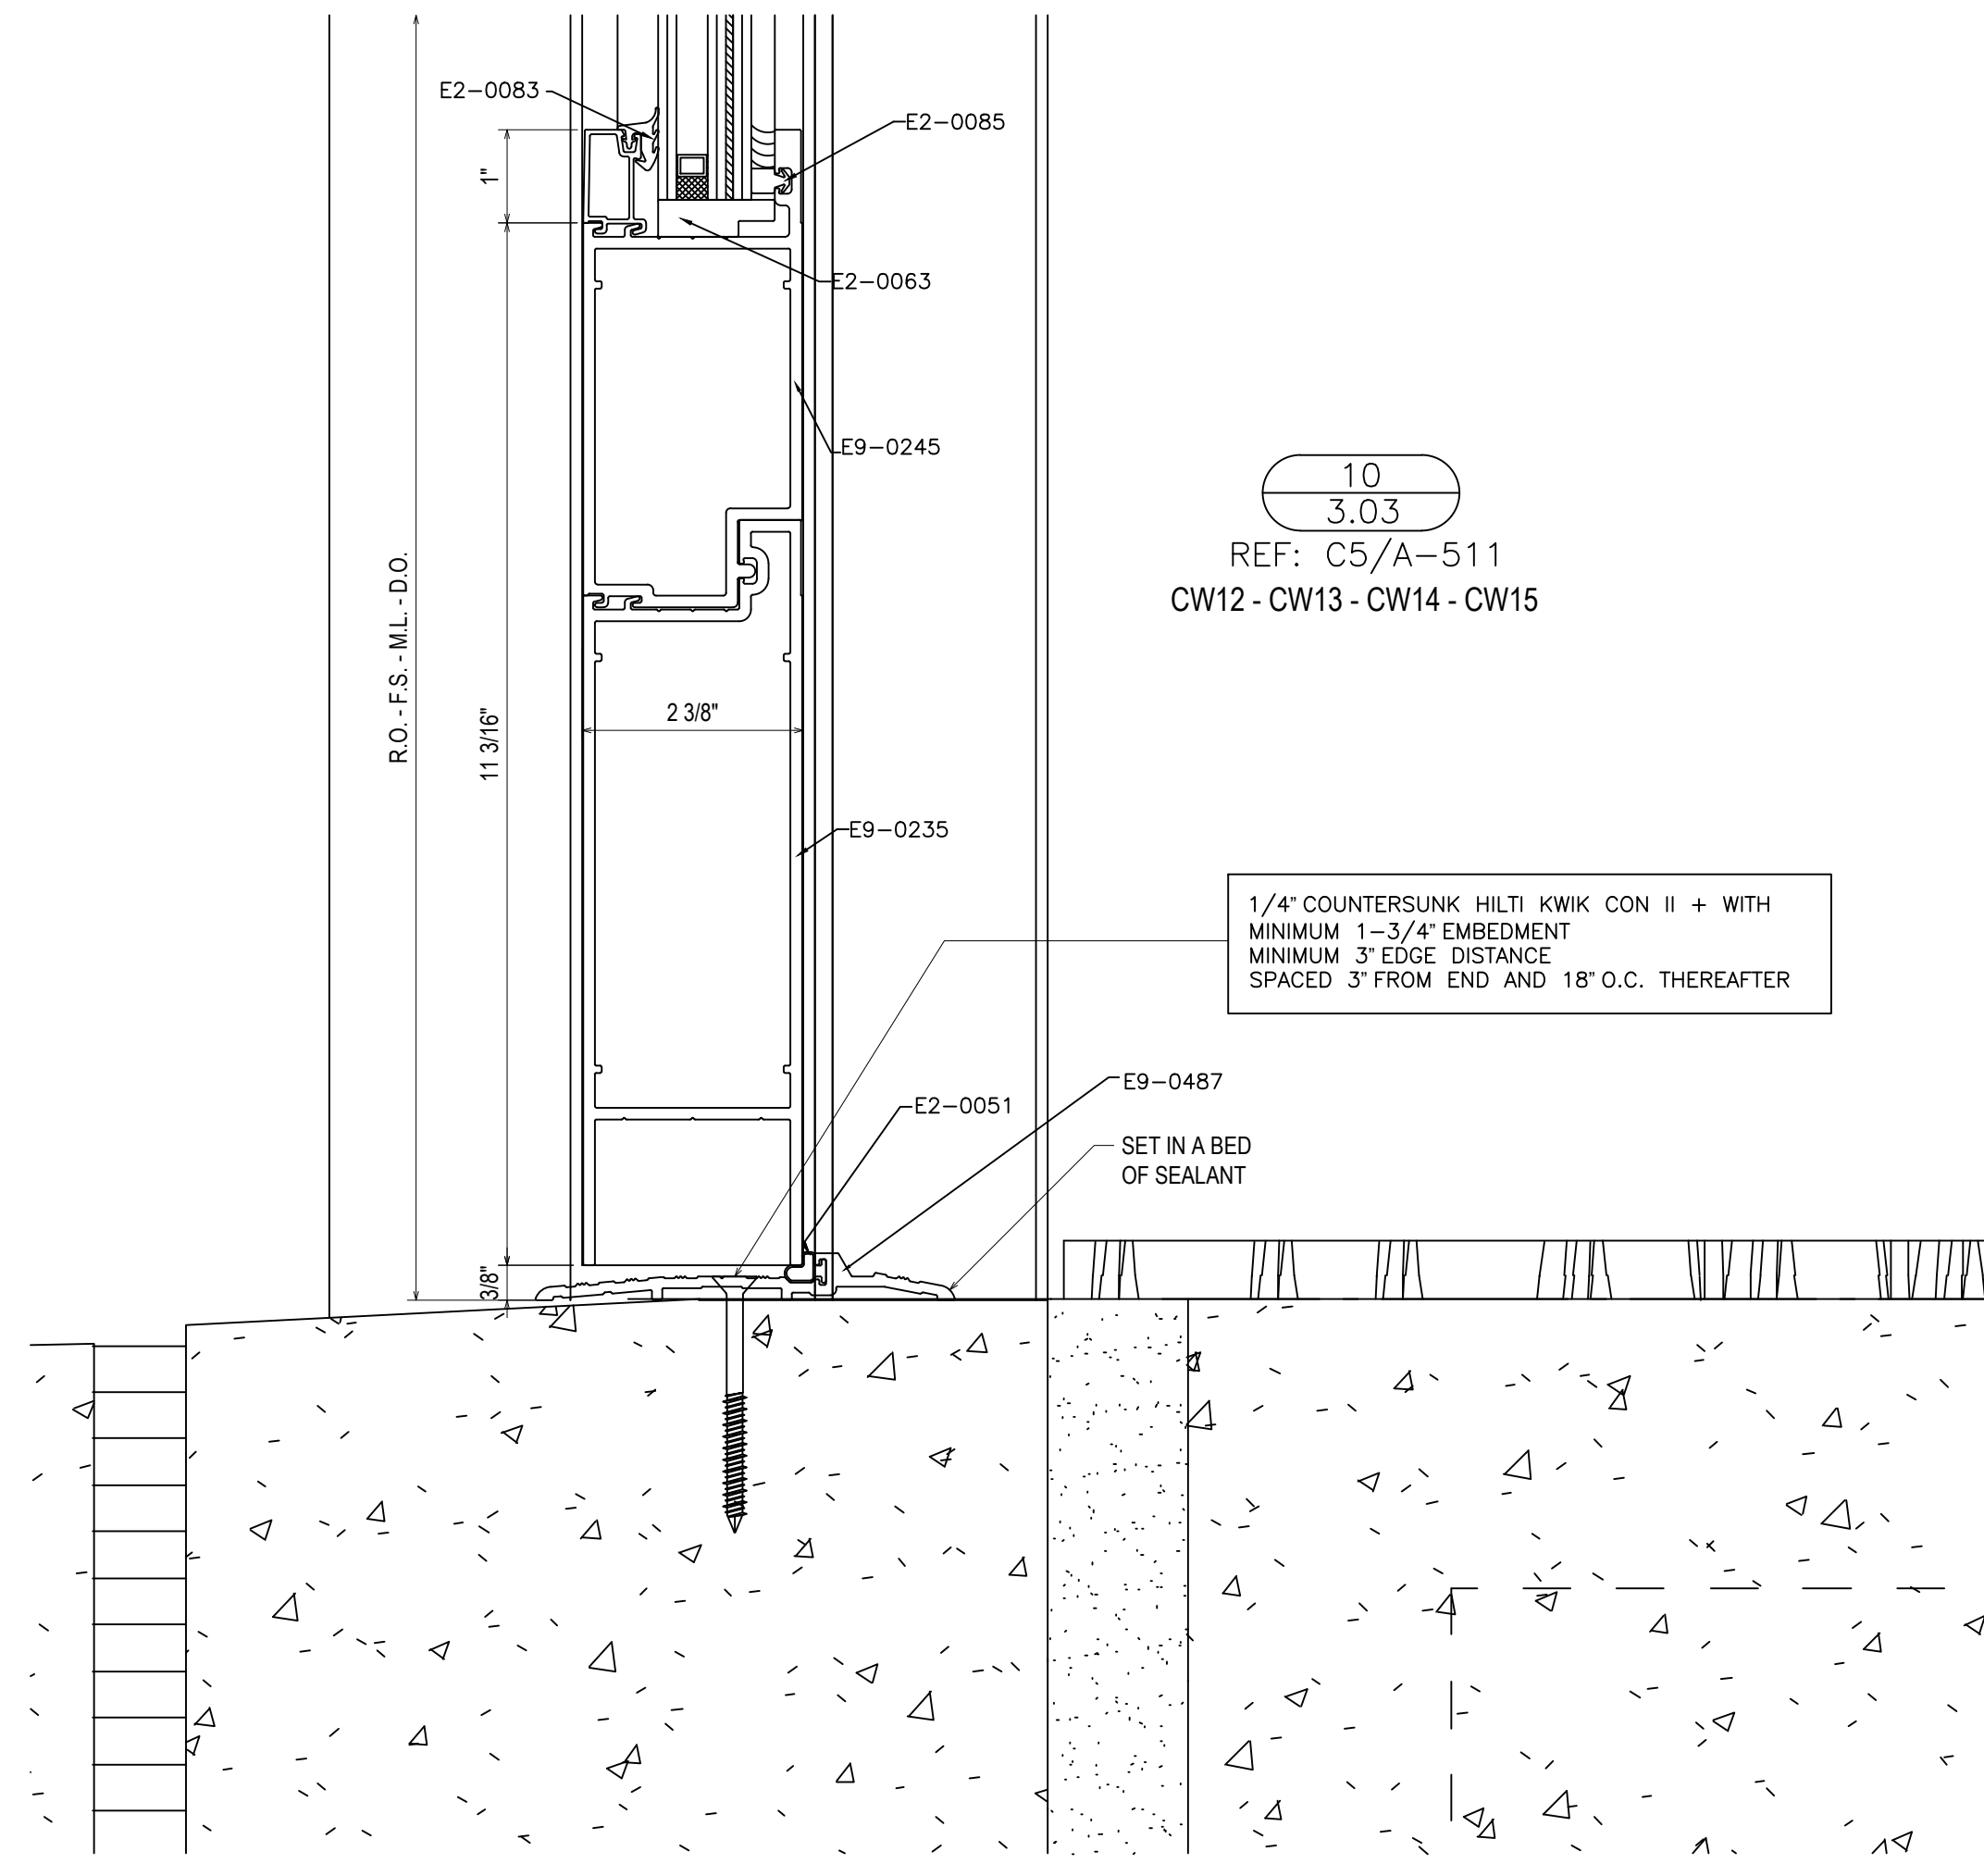 E2-0083
E2-0085
1"
E2-0063
E9-0245
10
3.03
REF: C5/A-511
CW12 - CW13 - CW14 - CW15
R.O. - F.S. - M.L. - D.O.
11 3/16"
2 3/8"
E9-0235
1/4" COUNTERSUNK HILTI KWIK CON II + WITH
MINIMUM 1-3/4" EMBEDMENT
MINIMUM 3" EDGE DISTANCE
SPACED 3" FROM END AND 18" O.C. THEREAFTER
E9-0487
E2-0051
SET IN A BED
OF SEALANT
3/8"